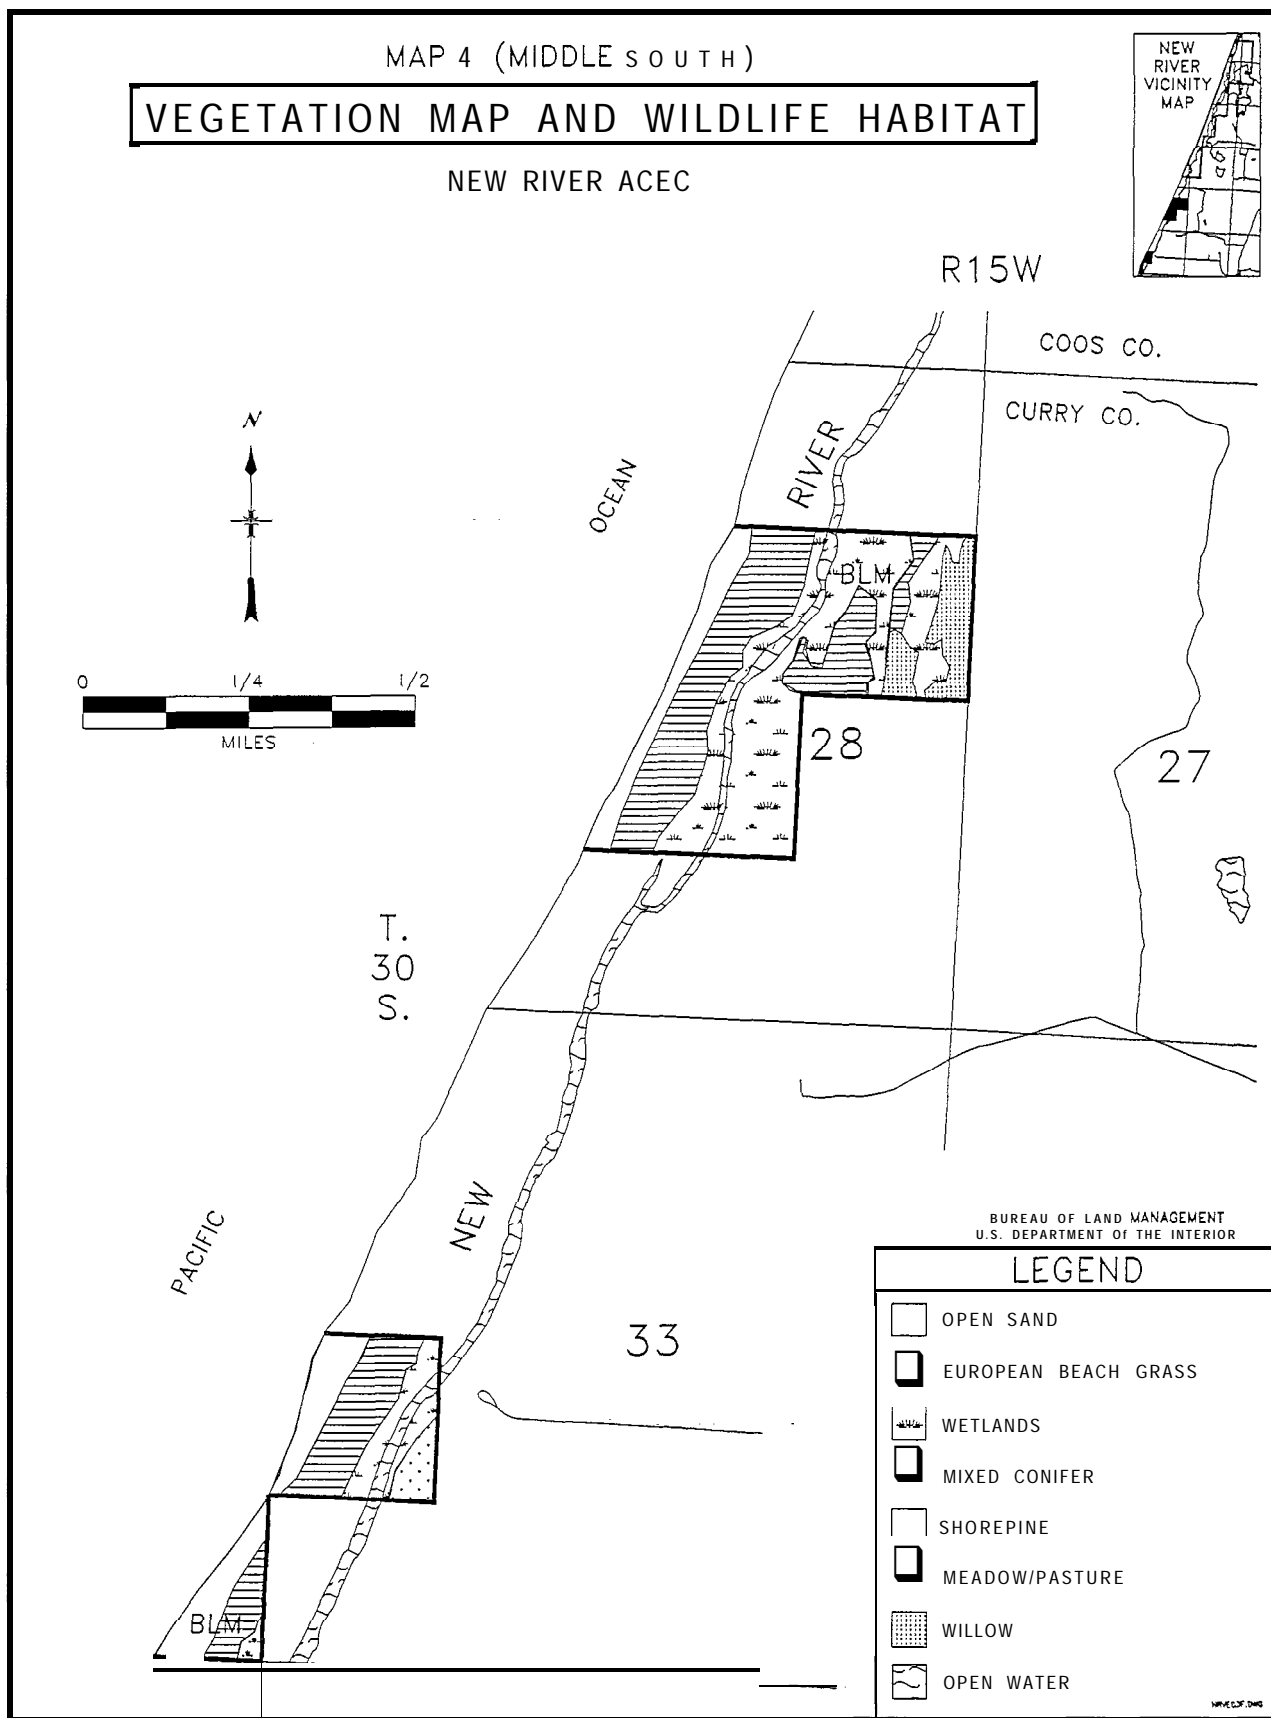 MAP 4 (MIDDLE SOUTH)
VEGETATION MAP AND WILDLIFE HABITAT
NEW RIVER ACEC
NEW
RIVER
VICINITY
MAP
R15W
COOS CO.
CURRY CO.
N
OCEAN
RIVER
BLM
0 1/4 1/2
MILES
28
27
T.
30
S.
NEW
PACIFIC
33
BLM
BUREAU OF LAND MANAGEMENT
U.S. DEPARTMENT Of THE INTERIOR
LEGEND
OPEN SAND
EUROPEAN BEACH GRASS
WETLANDS
MIXED CONIFER
SHOREPINE
MEADOW/PASTURE
WILLOW
OPEN WATER